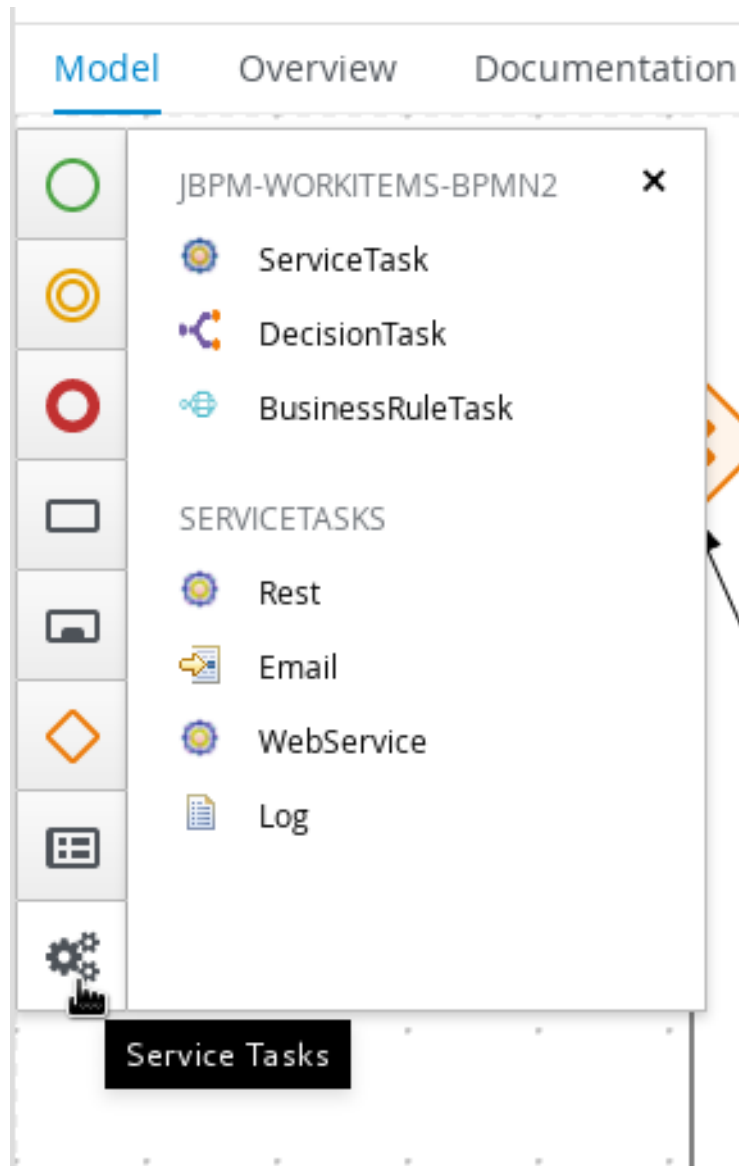 Model Overview Documentation
JBPM-WORKITEMS-BPMN2
ServiceTask
DecisionTask
BusinessRuleTask
SERVICETASKS
Rest
Email
WebService
Log
Service Tasks